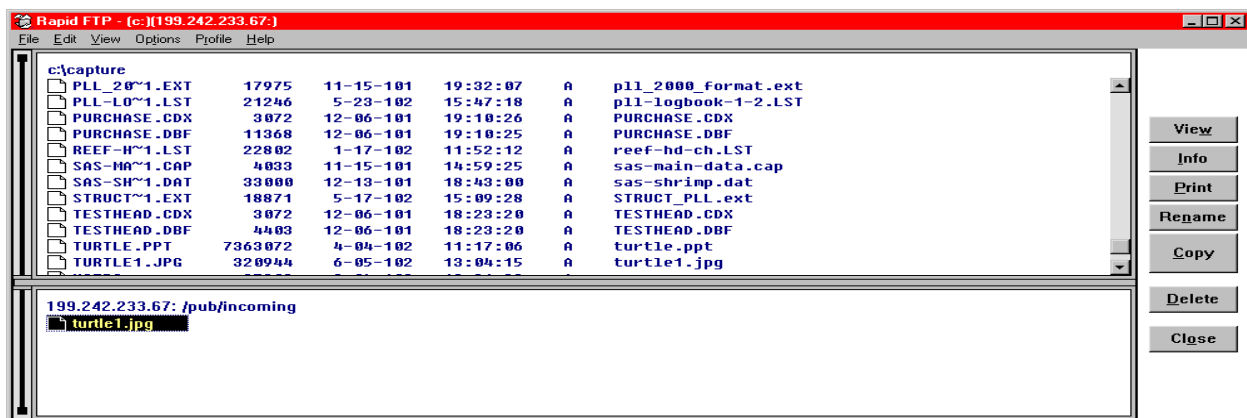 Rapid FTP - (c:)(199.242.233.67:)
File Edit View Options Profile Help
c:\capture
PLL_20~1.EXT 17975 11-15-101 19:32:07 A pll_2000_format.ext
PLL-LO~1.LST 21246 5-23-102 15:47:18 A pll-logbook-1-2.LST
PURCHASE.CDX 3072 12-06-101 19:10:26 A PURCHASE.CDX
PURCHASE.DBF 11368 12-06-101 19:10:25 A PURCHASE.DBF
REEF-H~1.LST 22802 1-17-102 11:52:12 A reef-hd-ch.LST
SAS-MA~1.CAP 4033 11-15-101 14:59:25 A sas-main-data.cap
SAS-SH~1.DAT 33000 12-13-101 18:43:00 A sas-shrimp.dat
STRUCT~1.EXT 18871 5-17-102 15:09:28 A STRUCT_PLL.ext
TESTHEAD.CDX 3072 12-06-101 18:23:20 A TESTHEAD.CDX
TESTHEAD.DBF 4403 12-06-101 18:23:20 A TESTHEAD.DBF
TURTLE.PPT 7363072 4-04-102 11:17:06 A turtle.ppt
TURTLE1.JPG 320944 6-05-102 13:04:15 A turtle1.jpg
199.242.233.67: /pub/incoming
turtle1.jpg
View
Info
Print
Rename
Copy
Delete
Close